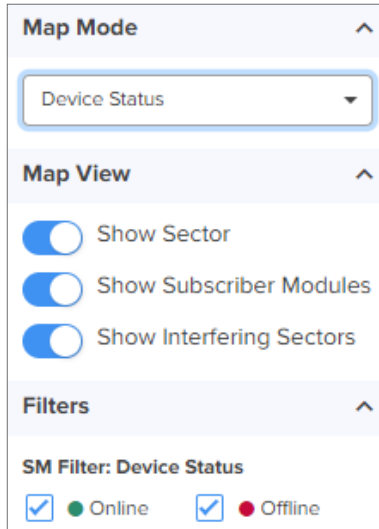 Map Mode
Device Status
Map View
Show Sector
Show Subscriber Modules
Show Interfering Sectors
Filters
SM Filter: Device Status
Online Offline